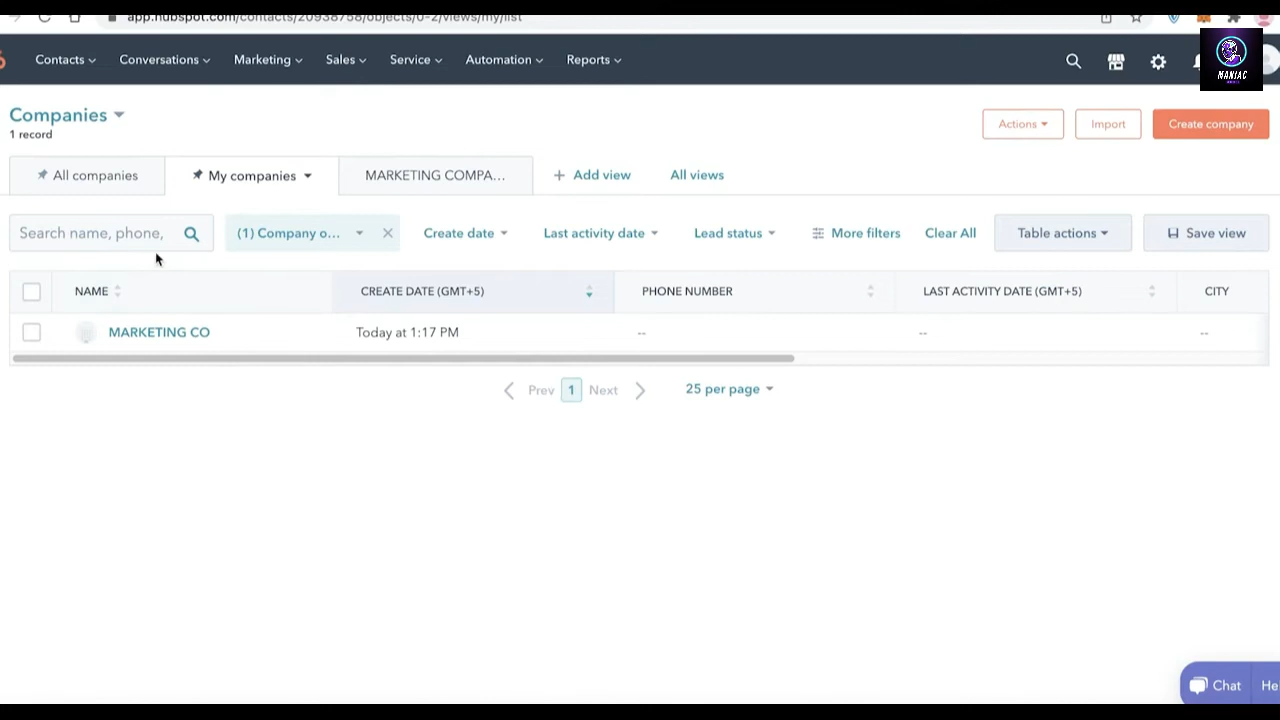 app.hubspot.com/contacts/20938758/objects/0-2/views/my/list
Contacts Conversations Marketing Sales Service Automation Reports
MANIAC
Companies
1 record
Actions Import Create company
All companies My companies MARKETING COMPA... + Add view All views
Search name, phone, (1) Company o... Create date Last activity date Lead status More filters Clear All Table actions Save view
NAME CREATE DATE (GMT+5) PHONE NUMBER LAST ACTIVITY DATE (GMT+5) CITY
MARKETING CO Today at 1:17 PM -- -- --
Prev 1 Next 25 per page
Chat He